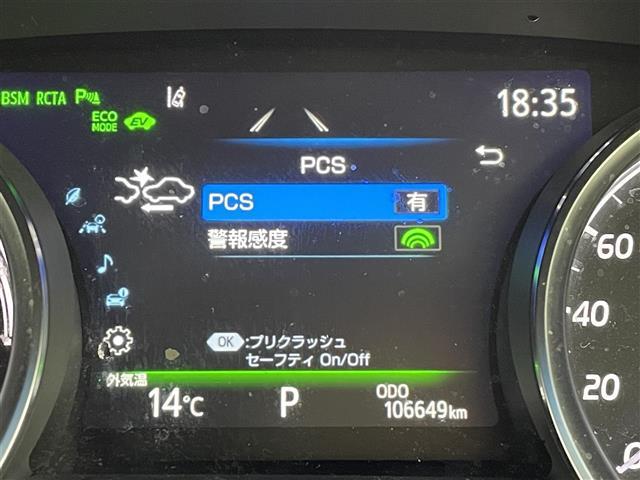 BSM RCTA P
18:35
ECO
MODE EV
PCS
PCS 有
警報感度
OK :プリクラッシュ
セーフティ On/Off
外気温
14℃ P ODO
106649km
60
40
20
0